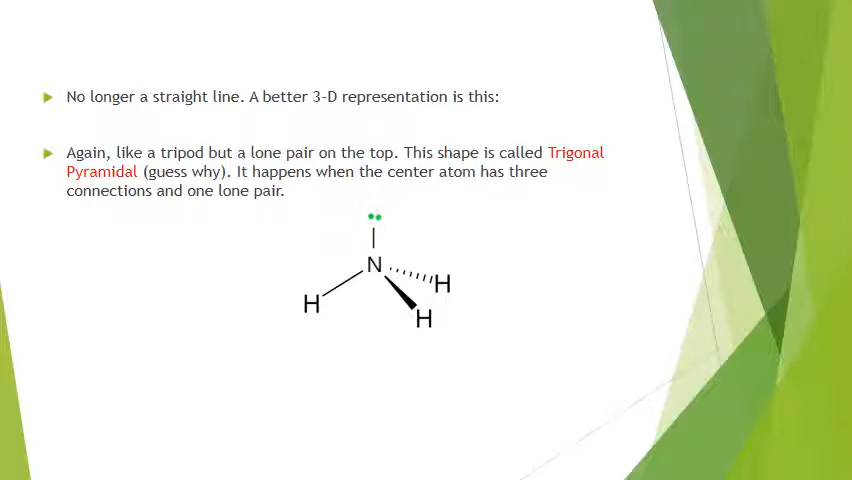 No longer a straight line. A better 3-D representation is this:
Again, like a tripod but a lone pair on the top. This shape is called Trigonal
Pyramidal (guess why). It happens when the center atom has three
connections and one lone pair.
N
H
H
H